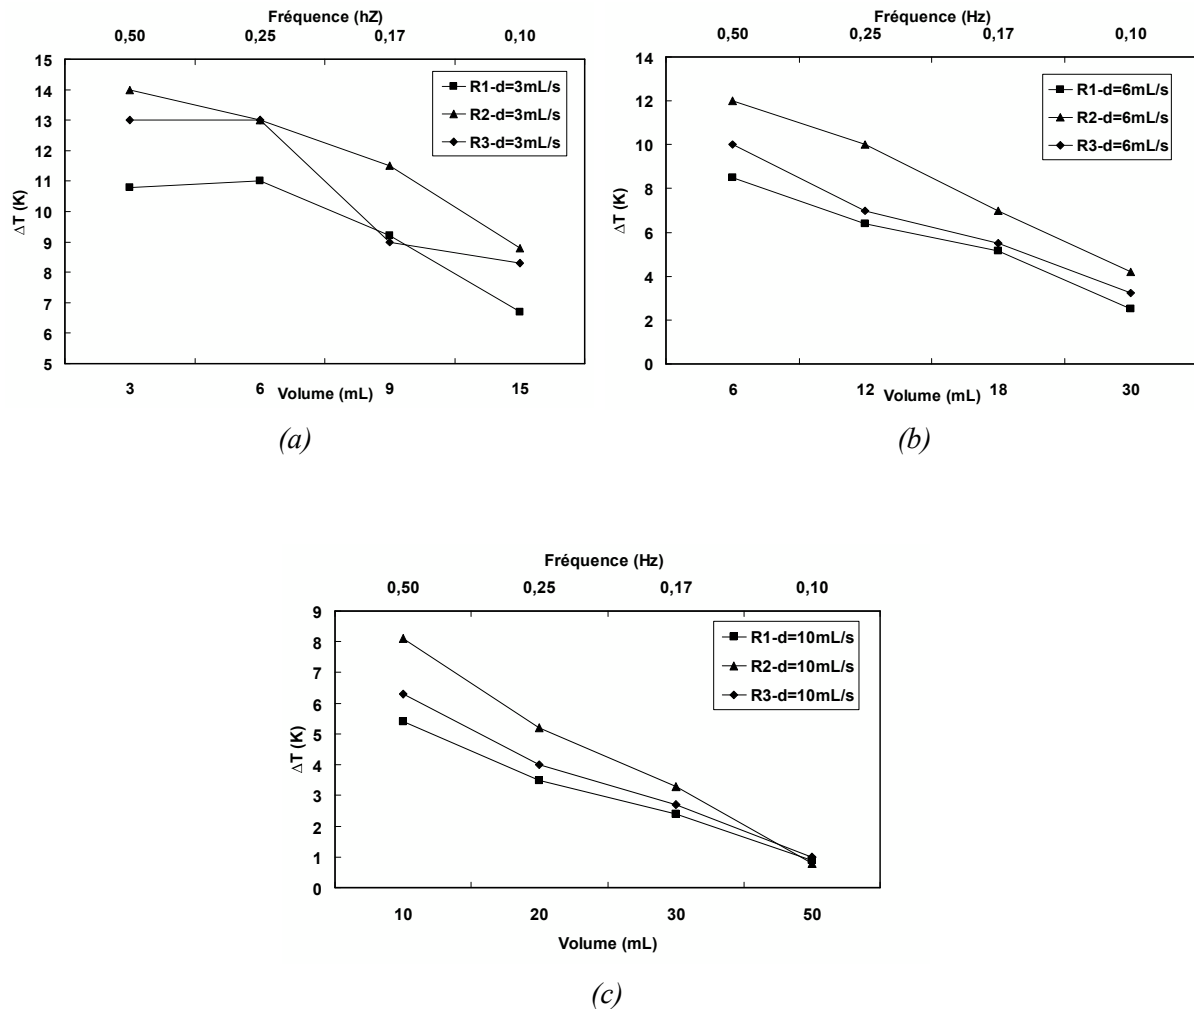 Fréquence (hZ)
0,50 0,25 0,17 0,10
15
14
13
12
11
10
9
8
7
6
5
ΔT (K)
R1-d=3mL/s
R2-d=3mL/s
R3-d=3mL/s
3 6 9 15
Volume (mL)
(a)
Fréquence (Hz)
0,50 0,25 0,17 0,10
14
12
10
8
6
4
2
0
ΔT (K)
R1-d=6mL/s
R2-d=6mL/s
R3-d=6mL/s
6 12 18 30
Volume (mL)
(b)
Fréquence (Hz)
0,50 0,25 0,17 0,10
9
8
7
6
5
4
3
2
1
0
ΔT (K)
R1-d=10mL/s
R2-d=10mL/s
R3-d=10mL/s
10 20 30 50
Volume (mL)
(c)